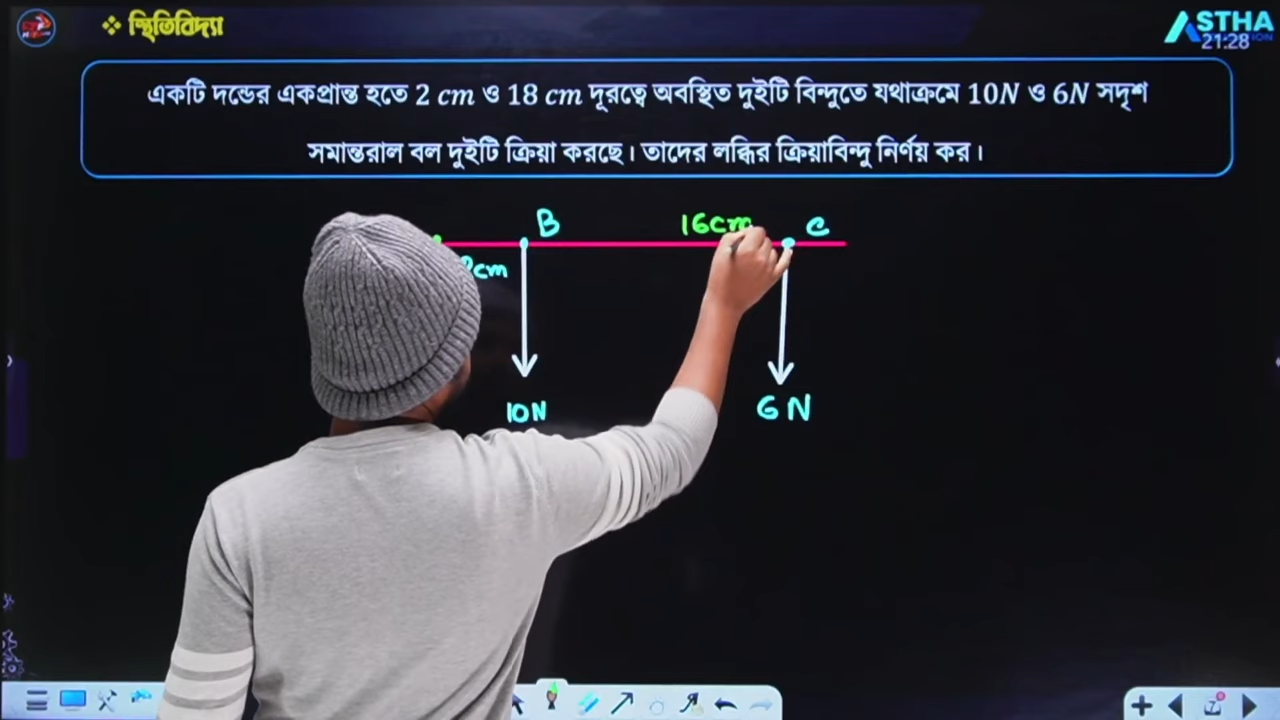 ❖ স্থিতিবিদ্যা
ASTHA
21:28
একটি দন্ডের একপ্রান্ত হতে 2 cm ও 18 cm দূরত্বে অবস্থিত দুইটি বিন্দুতে যথাক্রমে 10N ও 6N সদৃশ
সমান্তরাল বল দুইটি ক্রিয়া করছে। তাদের লব্ধির ক্রিয়াবিন্দু নির্ণয় কর।
B 16cm C
2cm
10N 6N